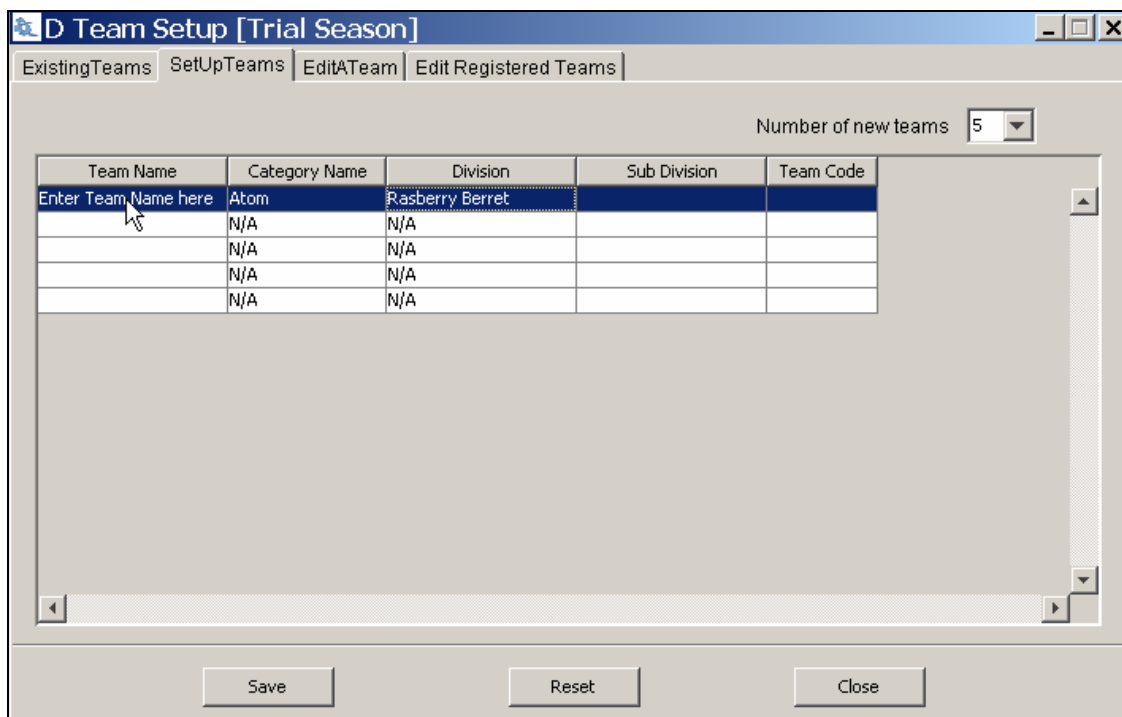 D Team Setup [Trial Season]
ExistingTeams SetUpTeams EditATeam Edit Registered Teams
Number of new teams 5
Team Name Category Name Division Sub Division Team Code
Enter Team Name here Atom Rasberry Berret
N/A N/A
N/A N/A
N/A N/A
N/A N/A
Save Reset Close